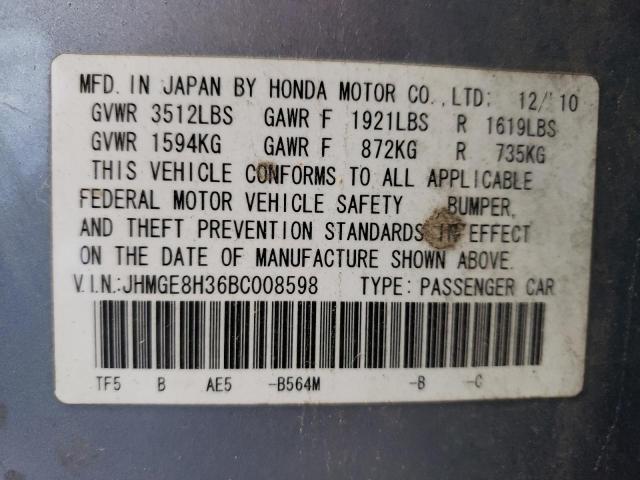 MFD. IN JAPAN BY HONDA MOTOR CO., LTD: 12/10
GVWR 3512LBS GAWR F 1921LBS R 1619LBS
GVWR 1594KG GAWR F 872KG R 735KG
THIS VEHICLE CONFORMS TO ALL APPLICABLE
FEDERAL MOTOR VEHICLE SAFETY, BUMPER,
AND THEFT PREVENTION STANDARDS IN EFFECT
ON THE DATE OF MANUFACTURE SHOWN ABOVE.
V.I.N.:JHMGE8H36BC008598 TYPE: PASSENGER CAR
TF5 B AE5 -B564M -B -C